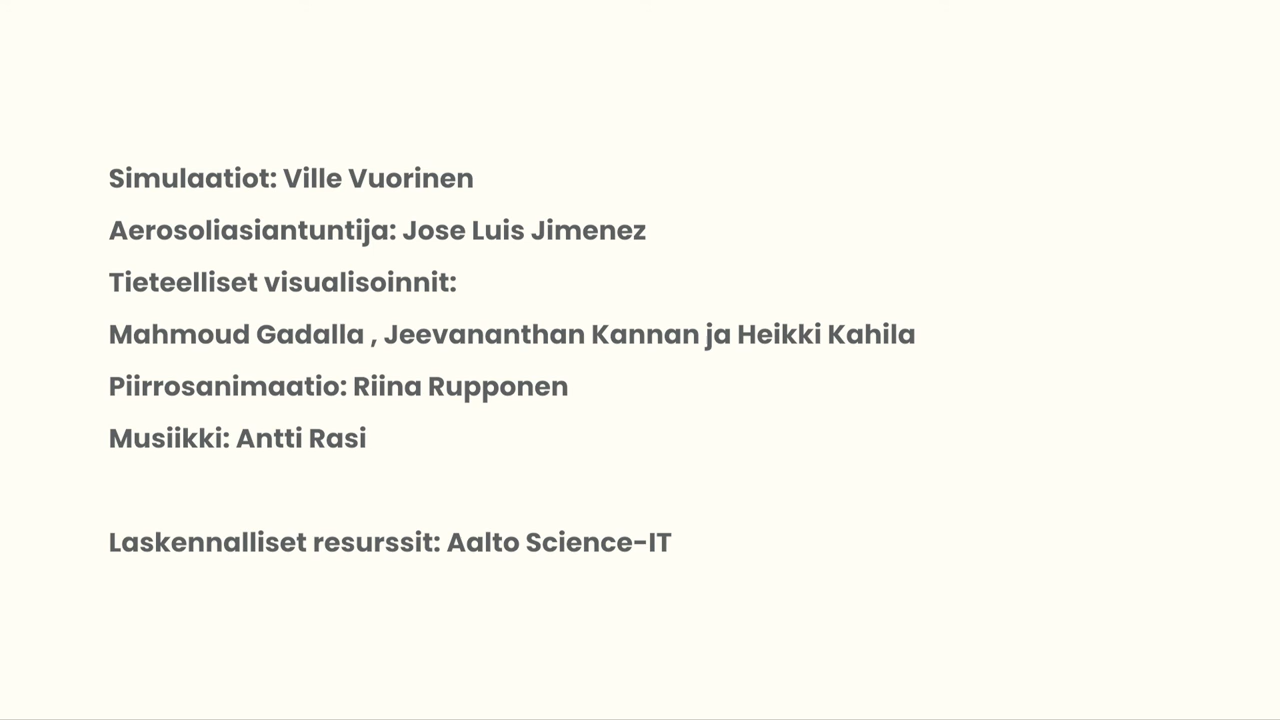 Simulaatiot: Ville Vuorinen
Aerosoliasiantuntija: Jose Luis Jimenez
Tieteelliset visualisoinnit:
Mahmoud Gadalla , Jeevananthan Kannan ja Heikki Kahila
Piirrosanimaatio: Riina Rupponen
Musiikki: Antti Rasi
Laskennalliset resurssit: Aalto Science-IT